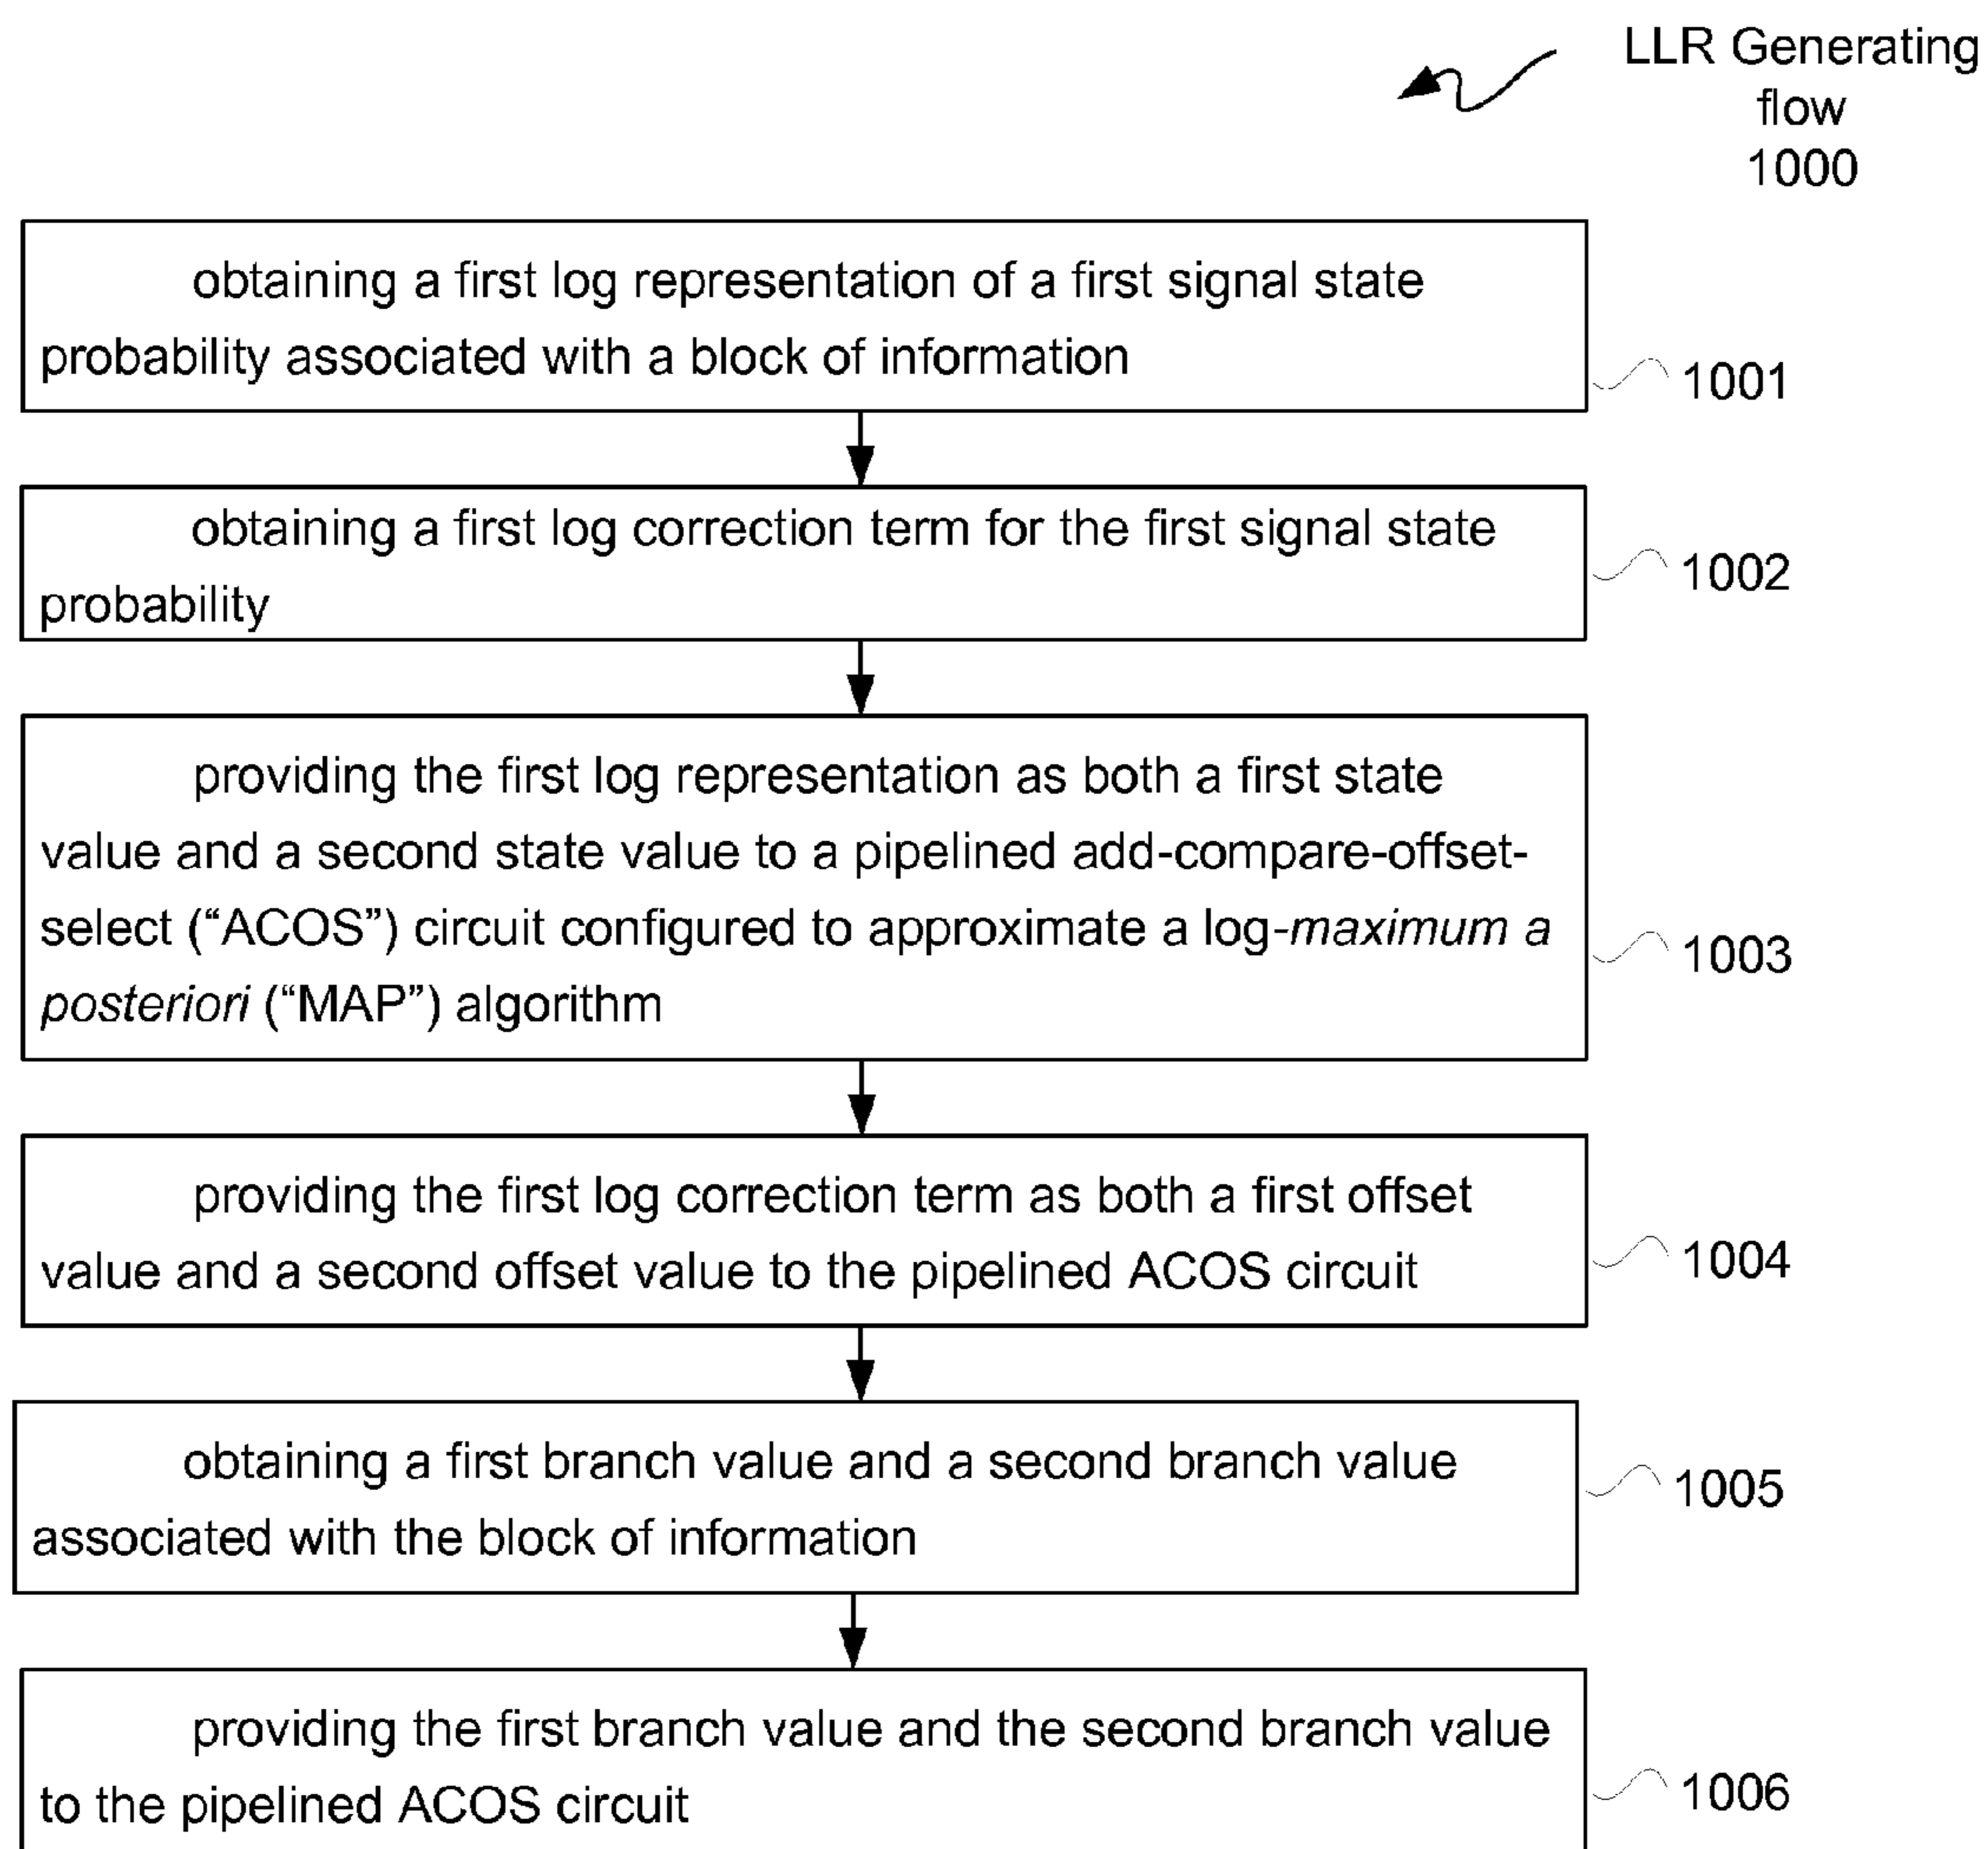 LLR Generating
flow
1000
obtaining a first log representation of a first signal state
probability associated with a block of information
1001
obtaining a first log correction term for the first signal state
probability
1002
providing the first log representation as both a first state
value and a second state value to a pipelined add-compare-offset-
select (“ACOS”) circuit configured to approximate a log-maximum a
posteriori (“MAP”) algorithm
1003
providing the first log correction term as both a first offset
value and a second offset value to the pipelined ACOS circuit
1004
obtaining a first branch value and a second branch value
associated with the block of information
1005
providing the first branch value and the second branch value
to the pipelined ACOS circuit
1006